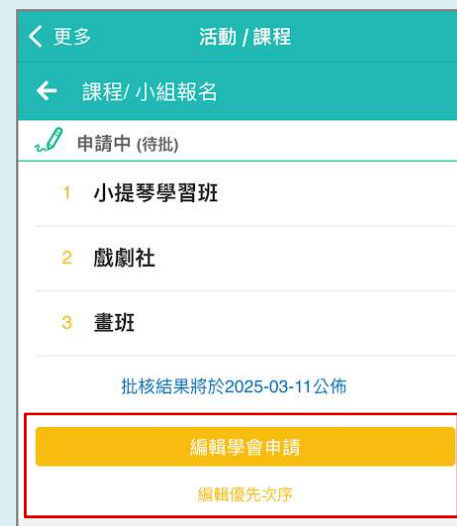 更多 活動 / 課程
課程/ 小組報名
申請中 (待批)
1 小提琴學習班
2 戲劇社
3 畫班
批核結果將於2025-03-11公佈
編輯學會申請
編輯優先次序